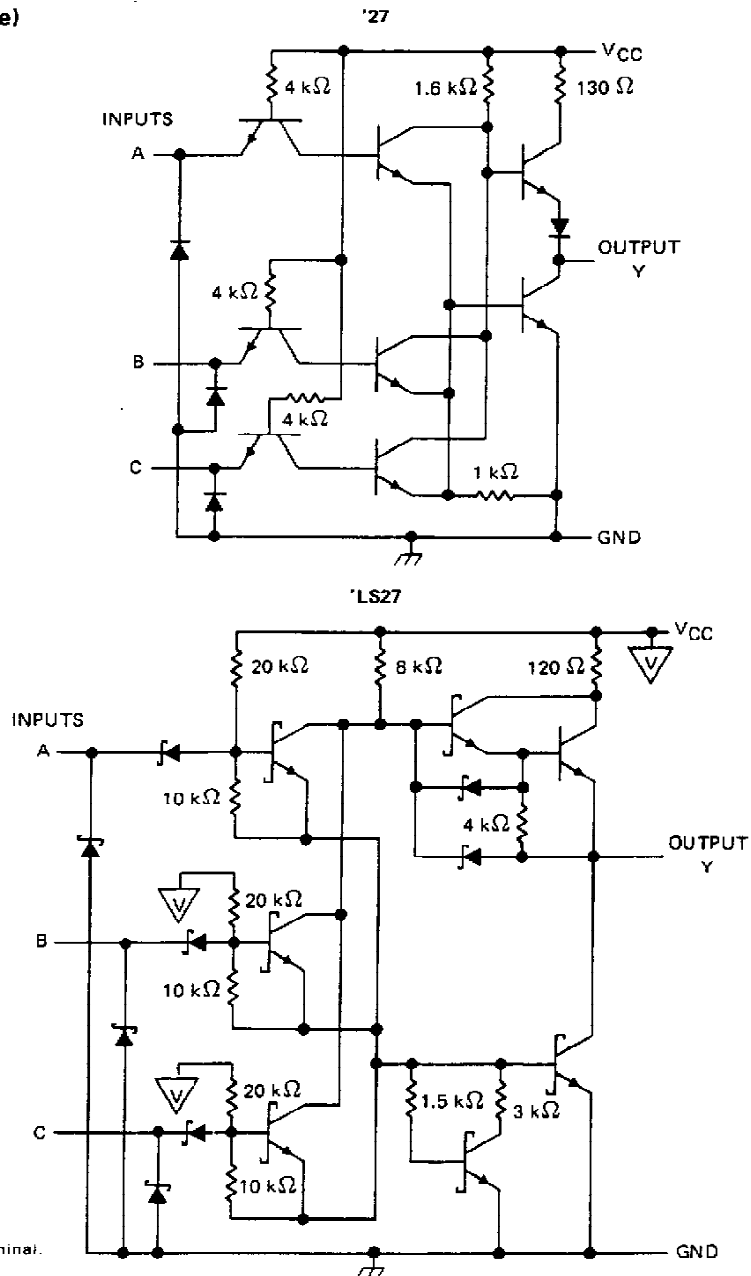 e)
'27
VCC
4 kΩ
1.6 kΩ
130 Ω
INPUTS
A
OUTPUT
Y
4 kΩ
B
4 kΩ
C
1 kΩ
GND
'LS27
VCC
20 kΩ
8 kΩ
120 Ω
V
INPUTS
A
10 kΩ
4 kΩ
OUTPUT
Y
V
20 kΩ
B
10 kΩ
V
20 kΩ
1.5 kΩ
3 kΩ
C
10 kΩ
minal.
GND